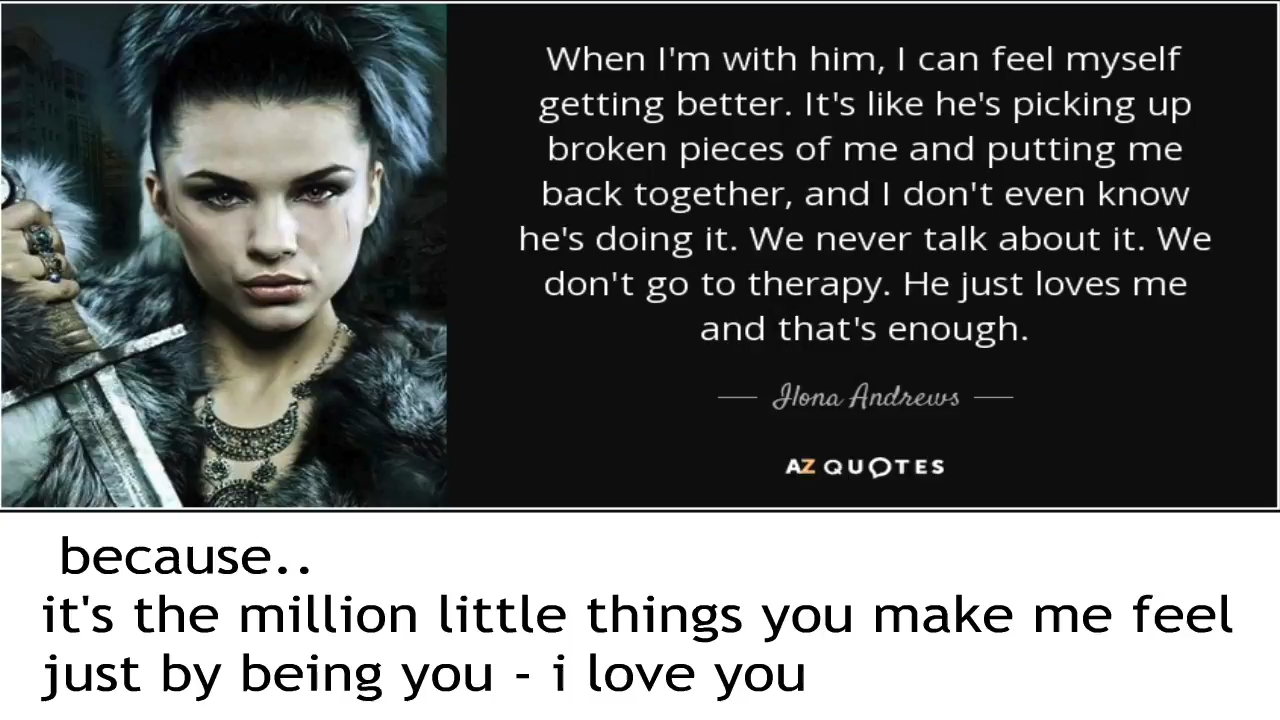 When I'm with him, I can feel myself
getting better. It's like he's picking up
broken pieces of me and putting me
back together, and I don't even know
he's doing it. We never talk about it. We
don't go to therapy. He just loves me
and that's enough.
Ilona Andrews
AZ QUOTES
because..
it's the million little things you make me feel
just by being you - i love you